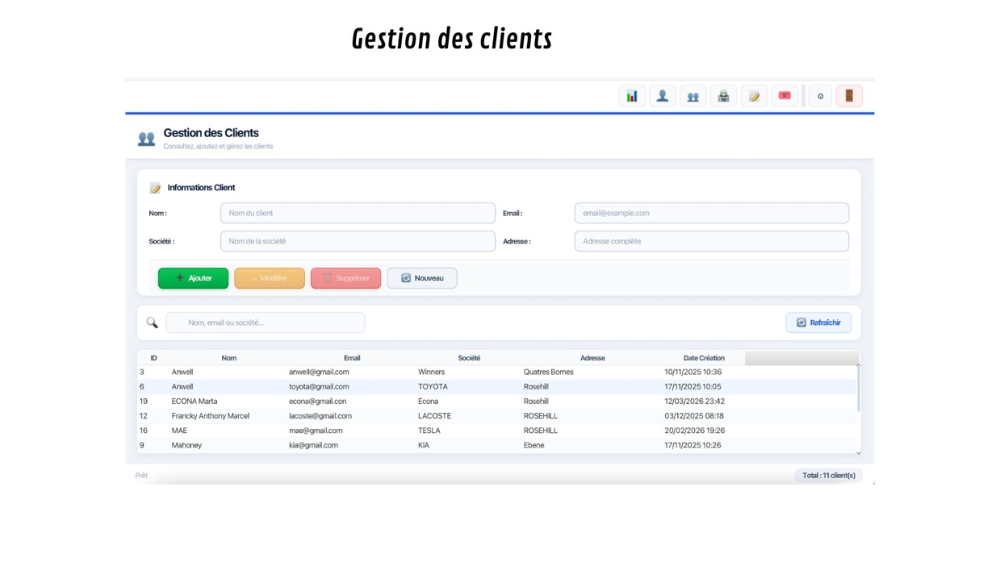 Gestion des clients
Gestion des Clients
Consultez, ajoutez et gérez les clients
Informations Client
Nom : Nom du client Email : email@example.com
Société : Nom de la société Adresse : Adresse complète
Ajouter Modifier Supprimer Nouveau
Nom, email ou société... Rafraîchir
ID Nom Email Société Adresse Date Création
3 Anwell anwell@gmail.com Winners Quatres Bornes 10/11/2025 10:36
6 Anwell toyota@gmail.com TOYOTA Rosehill 17/11/2025 10:05
19 ECONA Marta econa@gmail.con Econa Rosehill 12/03/2026 23:42
12 Francky Anthony Marcel lacoste@gmail.com LACOSTE ROSEHILL 03/12/2025 08:18
16 MAE mae@gmail.com TESLA ROSEHILL 20/02/2026 19:26
9 Mahoney kia@gmail.com KIA Ebene 17/11/2025 10:26
Prêt Total : 11 client(s)